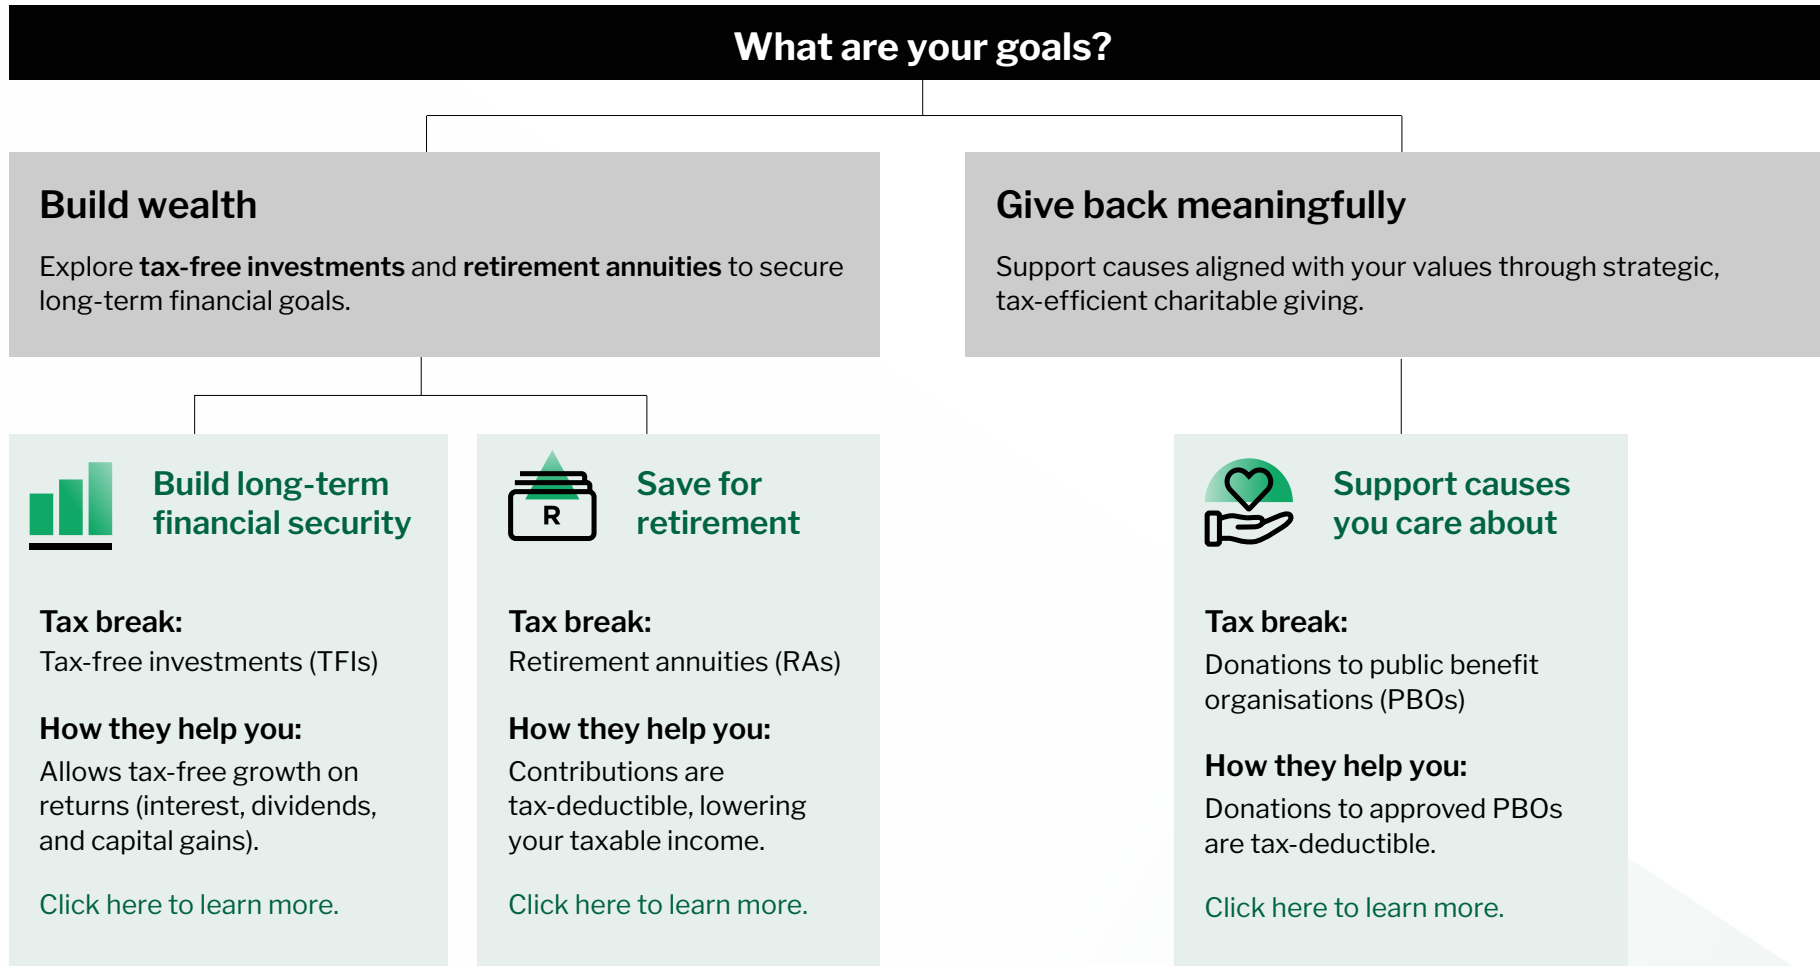 What are your goals?
Build wealth
Explore tax-free investments and retirement annuities to secure
long-term financial goals.
Give back meaningfully
Support causes aligned with your values through strategic,
tax-efficient charitable giving.
Build long-term
financial security
Tax break:
Tax-free investments (TFIs)
How they help you:
Allows tax-free growth on
returns (interest, dividends,
and capital gains).
Click here to learn more.
R
Save for
retirement
Tax break:
Retirement annuities (RAs)
How they help you:
Contributions are
tax-deductible, lowering
your taxable income.
Click here to learn more.
Support causes
you care about
Tax break:
Donations to public benefit
organisations (PBOs)
How they help you:
Donations to approved PBOs
are tax-deductible.
Click here to learn more.